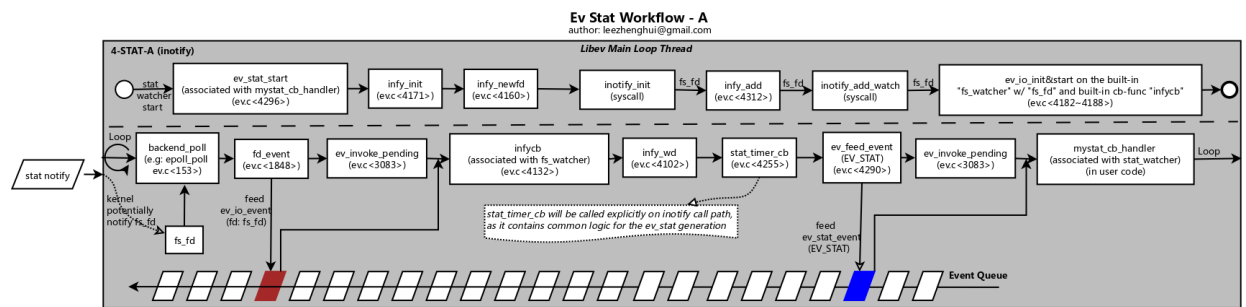 Ev Stat Workflow - A
author: leezhenghui@gmail.com
4-STAT-A (inotify)
Libev Main Loop Thread
stat
watcher
start
ev_stat_start
(associated with mystat_cb_handler)
(ev.c<4296>)
infy_init
(ev.c<4171>)
infy_newfd
(ev.c<4160>)
inotify_init
(syscall)
fs_fd
infy_add
(ev.c<4312>)
fs_fd
inotify_add_watch
(syscall)
fs_fd
ev_io_init&start on the built-in
"fs_watcher" w/ "fs_fd" and built-in cb-func "infycb"
(ev.c<4182~4188>)
Loop
stat notify
backend_poll
(e.g: epoll_poll
ev.c<153>)
fd_event
(ev.c<1848>)
ev_invoke_pending
(ev.c<3083>)
infycb
(associated with fs_watcher)
(ev.c<4132>)
infy_wd
(ev.c<4102>)
stat_timer_cb
(ev.c<4255>)
ev_feed_event
(EV_STAT)
(ev.c<4290>)
ev_invoke_pending
(ev.c<3083>)
mystat_cb_handler
(associated with stat_watcher)
(in user code)
Loop
kernel
potentially
notify fs_fd
fs_fd
feed
ev_io_event
(fd: fs_fd)
stat_timer_cb will be called explicitly on inotify call path,
as it contains common logic for the ev_stat generation
feed
ev_stat_event
(EV_STAT)
Event Queue